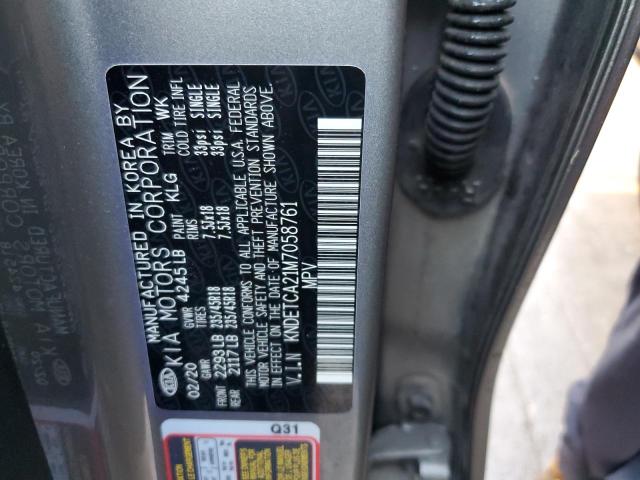 MANUFACTURED IN KOREA BY
KIA KIA MOTORS CORPORATION
02/20 GVWR 4245LB PAINT KLG TRIM WK
GAWR TIRES RIMS COLD TIRE INFL
FRONT 2293LB 235/45R18 7.5Jx18 33psi SINGLE
REAR 2117LB 235/45R18 7.5Jx18 33psi SINGLE
THIS VEHICLE CONFORMS TO ALL APPLICABLE U.S.A. FEDERAL
MOTOR VEHICLE SAFETY AND THEFT PREVENTION STANDARDS
IN EFFECT ON THE DATE OF MANUFACTURE SHOWN ABOVE.
V.I.N KNDETCA21M7058761
MPV
Q31